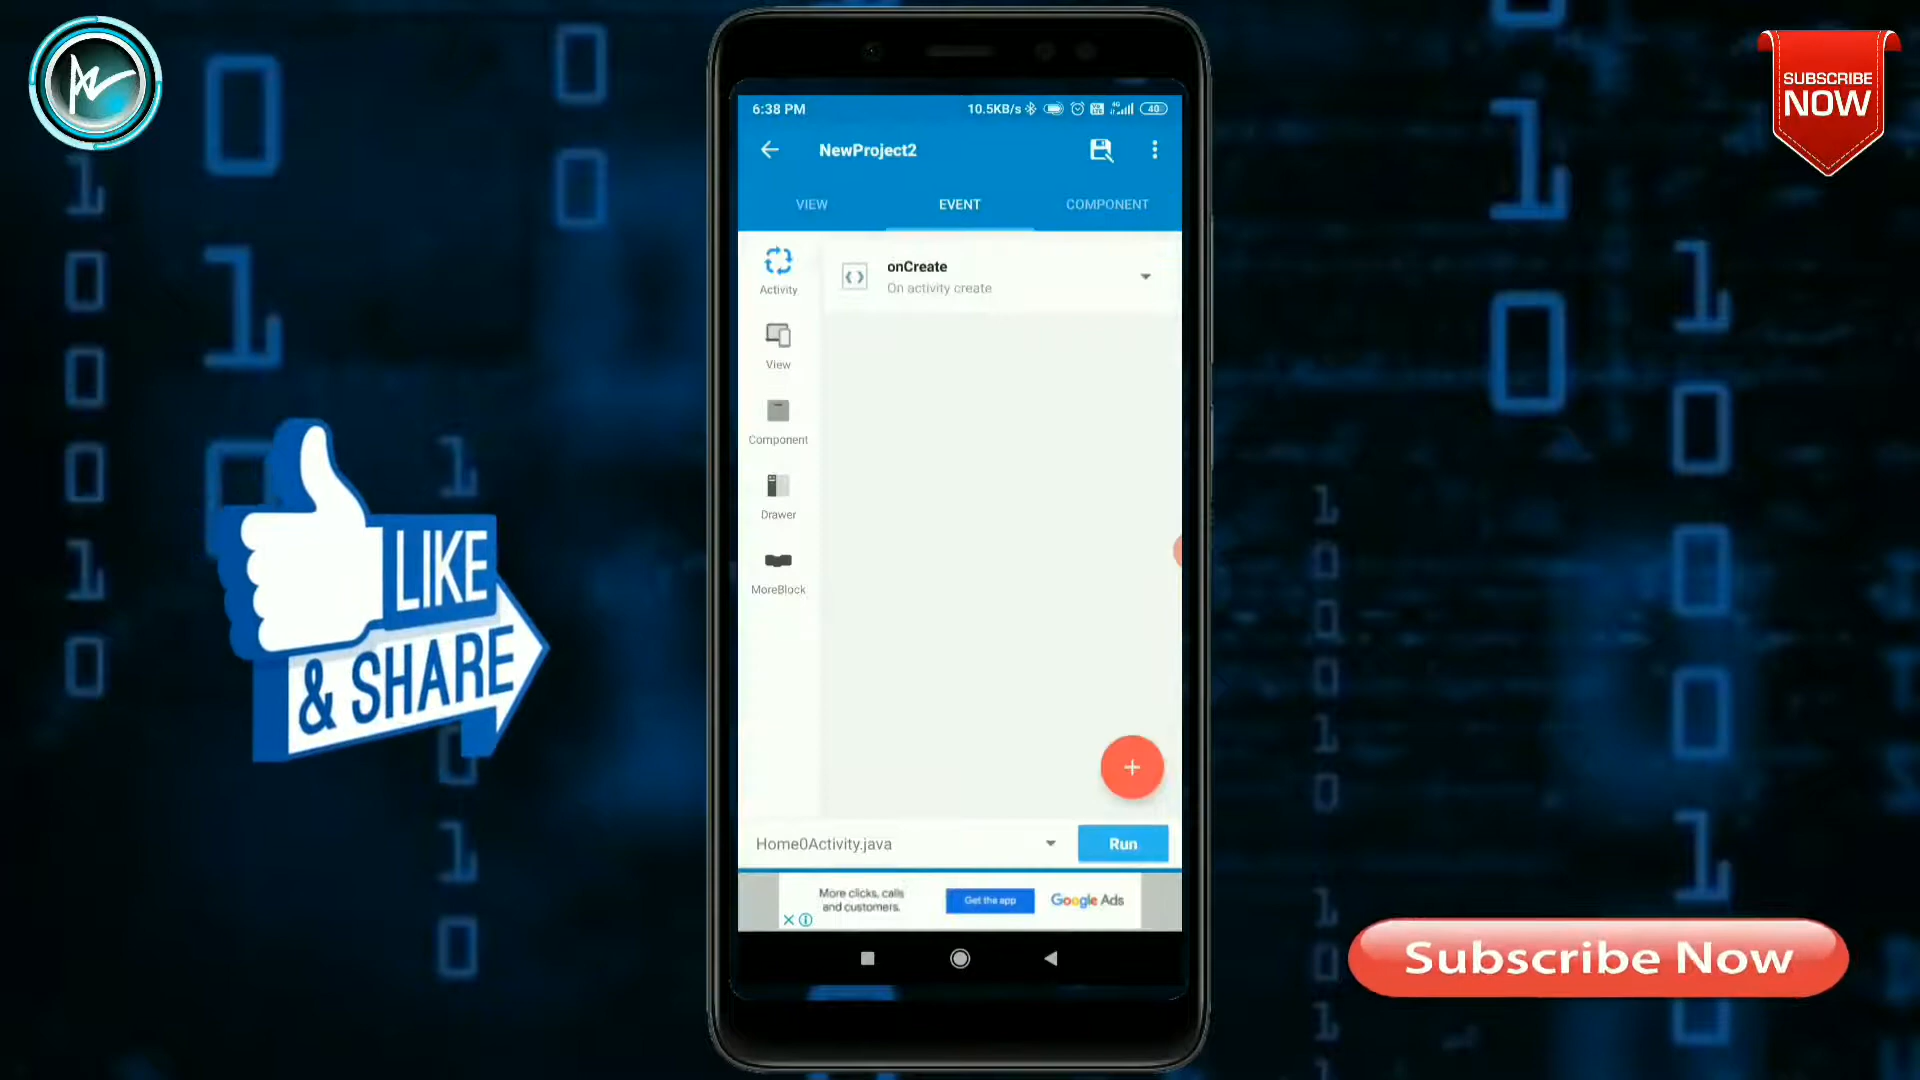 SUBSCRIBE
NOW
6:38 PM
10.5KB/s
4G
40
NewProject2
VIEW
EVENT
COMPONENT
Activity
onCreate
On activity create
View
Component
Drawer
MoreBlock
LIKE
& SHARE
+
Home0Activity.java
Run
More clicks, calls
and customers.
Get the app
Google Ads
Subscribe Now